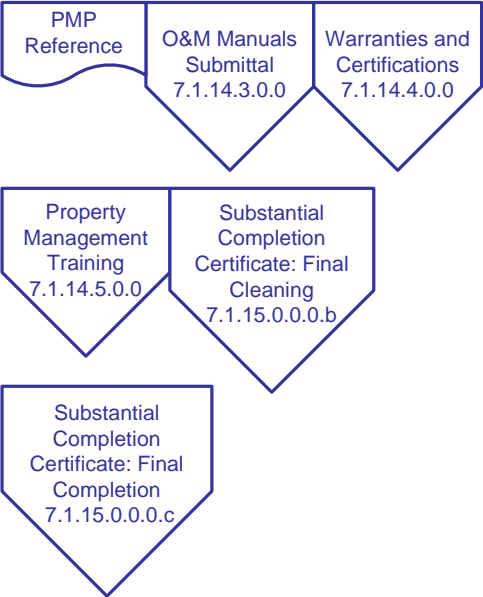 PMP
Reference
O&M Manuals
Submittal
7.1.14.3.0.0
Warranties and
Certifications
7.1.14.4.0.0
Property
Management
Training
7.1.14.5.0.0
Substantial
Completion
Certificate: Final
Cleaning
7.1.15.0.0.0.b
Substantial
Completion
Certificate: Final
Completion
7.1.15.0.0.0.c